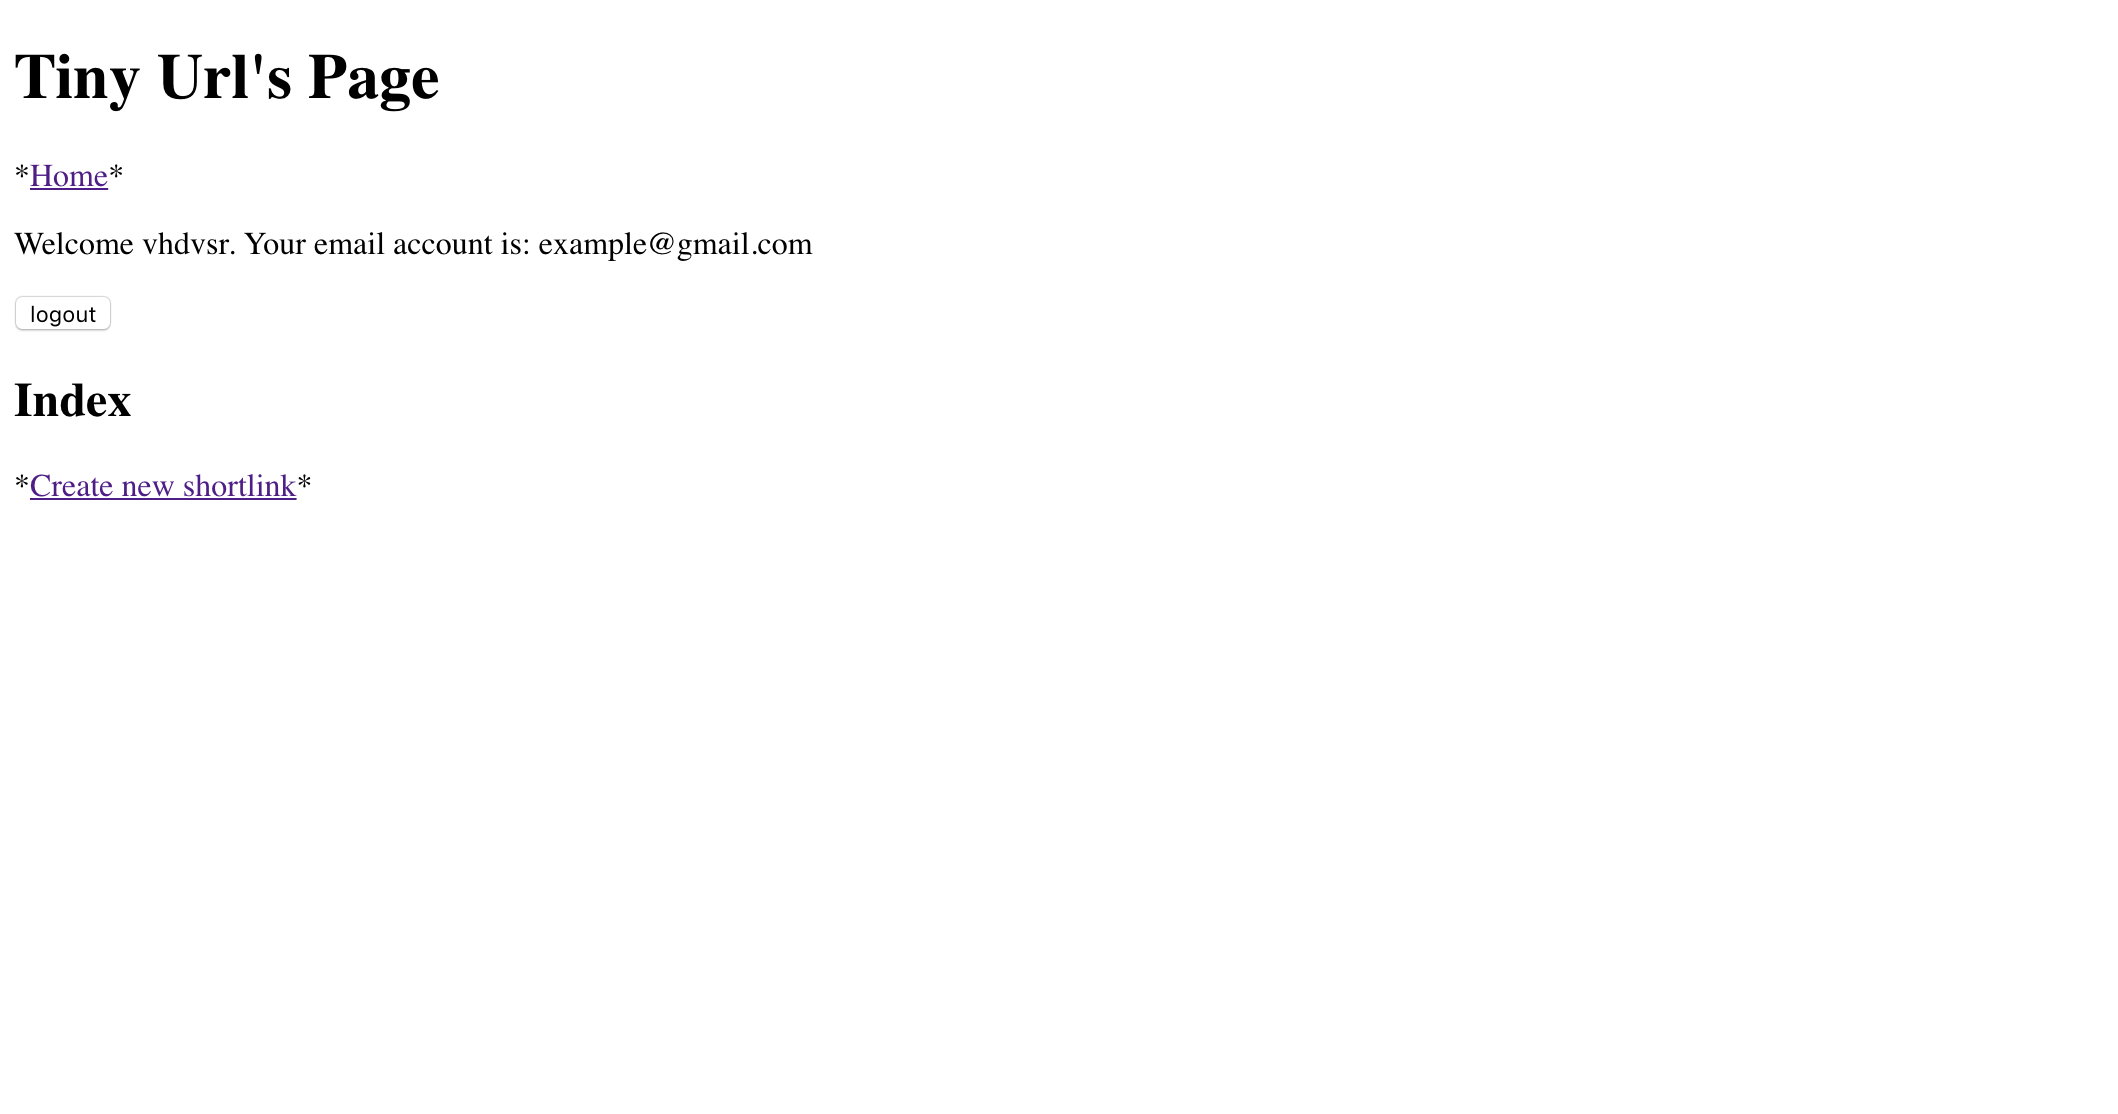 Tiny Url's Page
*Home*
Welcome vhdvsr. Your email account is: example@gmail.com
logout
Index
*Create new shortlink*